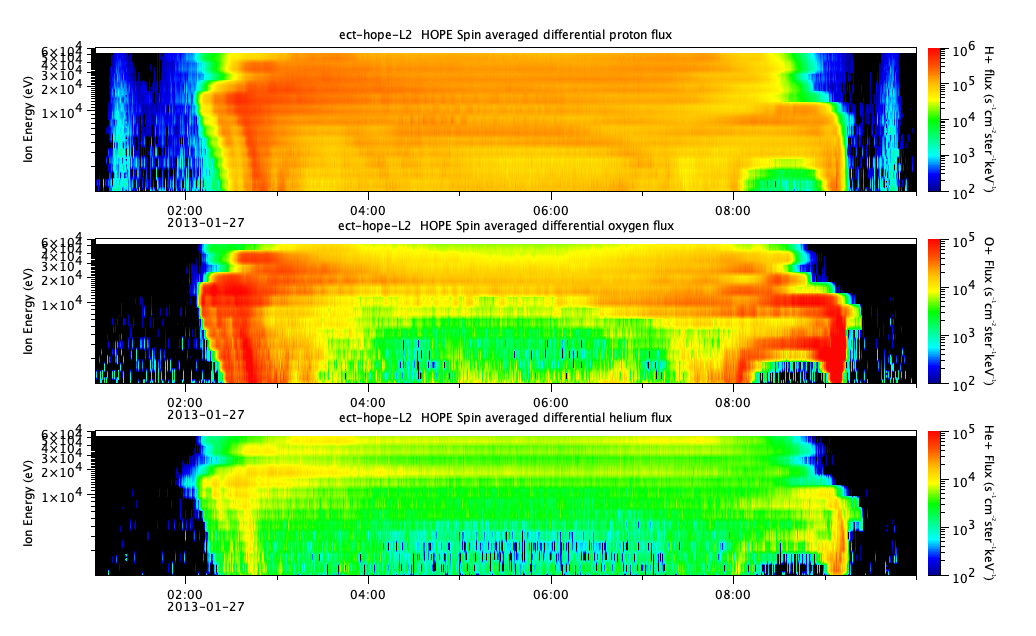 ect-hope-L2 HOPE Spin averaged differential proton flux
Ion Energy (eV)
6×10⁴
5×10⁴
3×10⁴
2×10⁴
1×10⁴
10⁶
10⁵
10⁴
10³
10²
H+ flux (s⁻¹cm⁻²ster⁻¹keV⁻¹)
02:00 04:00 06:00 08:00
2013-01-27
ect-hope-L2 HOPE Spin averaged differential oxygen flux
Ion Energy (eV)
6×10⁴
5×10⁴
3×10⁴
2×10⁴
1×10⁴
10⁵
10⁴
10³
10²
O+ Flux (s⁻¹cm⁻²ster⁻¹keV⁻¹)
02:00 04:00 06:00 08:00
2013-01-27
ect-hope-L2 HOPE Spin averaged differential helium flux
Ion Energy (eV)
6×10⁴
5×10⁴
3×10⁴
2×10⁴
1×10⁴
10⁵
10⁴
10³
10²
He+ Flux (s⁻¹cm⁻²ster⁻¹keV⁻¹)
02:00 04:00 06:00 08:00
2013-01-27